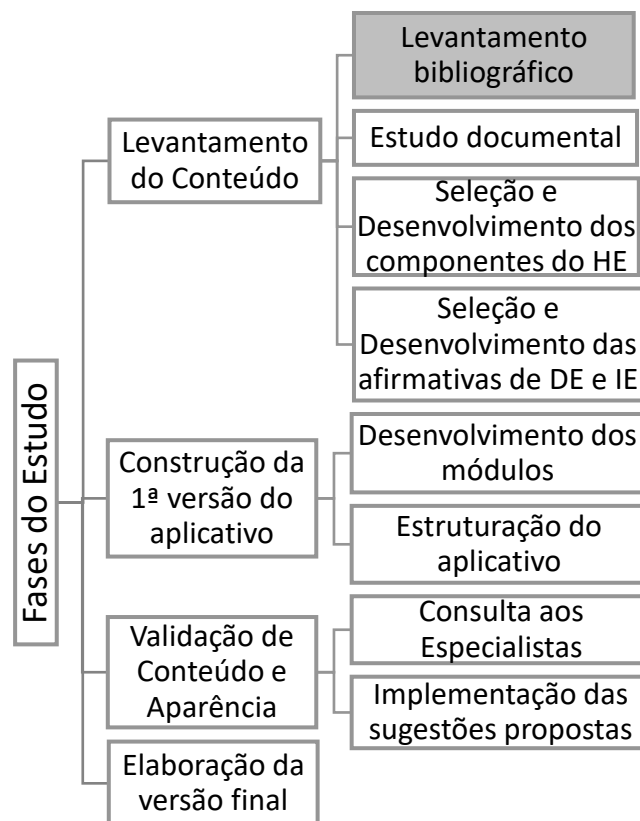 Fases do Estudo
Levantamento
do Conteúdo
Levantamento
bibliográfico
Estudo documental
Seleção e
Desenvolvimento dos
componentes do HE
Seleção e
Desenvolvimento das
afirmativas de DE e IE
Construção da
1ª versão do
aplicativo
Desenvolvimento dos
módulos
Estruturação do
aplicativo
Validação de
Conteúdo e
Aparência
Consulta aos
Especialistas
Implementação das
sugestões propostas
Elaboração da
versão final